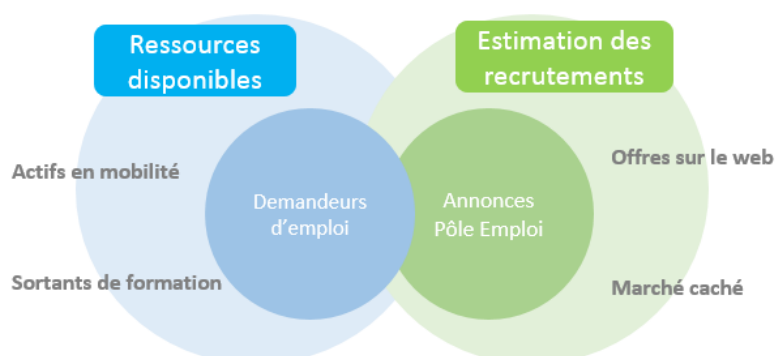 Ressources
disponibles
Estimation des
recrutements
Actifs en mobilité
Offres sur le web
Demandeurs
d'emploi
Annonces
Pôle Emploi
Sortants de formation
Marché caché